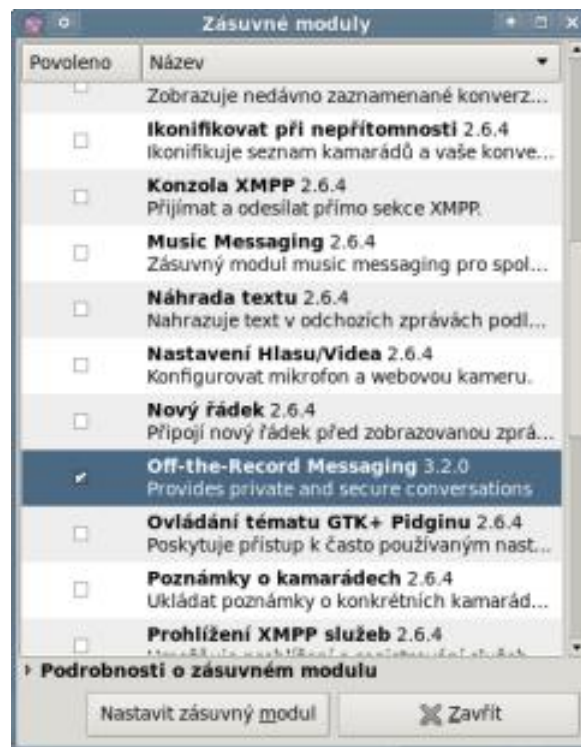 Zásuvné moduly
Povoleno Název
Zobrazuje nedávno zaznamenané konverz...
Ikonifikovat při nepřítomnosti 2.6.4
Ikonifikuje seznam kamarádů a vaše konve...
Konzola XMPP 2.6.4
Přijímat a odesílat přímo sekce XMPP.
Music Messaging 2.6.4
Zásuvný modul music messaging pro spol...
Náhrada textu 2.6.4
Nahrazuje text v odchozích zprávách podl...
Nastavení Hlasu/Videa 2.6.4
Konfigurovat mikrofon a webovou kameru.
Nový řádek 2.6.4
Připojí nový řádek před zobrazovanou zprá...
Off-the-Record Messaging 3.2.0
Provides private and secure conversations
Ovládání tématu GTK+ Pidginu 2.6.4
Poskytuje přístup k často používaným nast...
Poznámky o kamarádech 2.6.4
Ukládat poznámky o konkrétních kamarád...
Prohlížení XMPP služeb 2.6.4
Podrobnosti o zásuvném modulu
Nastavit zásuvný modul Zavřít